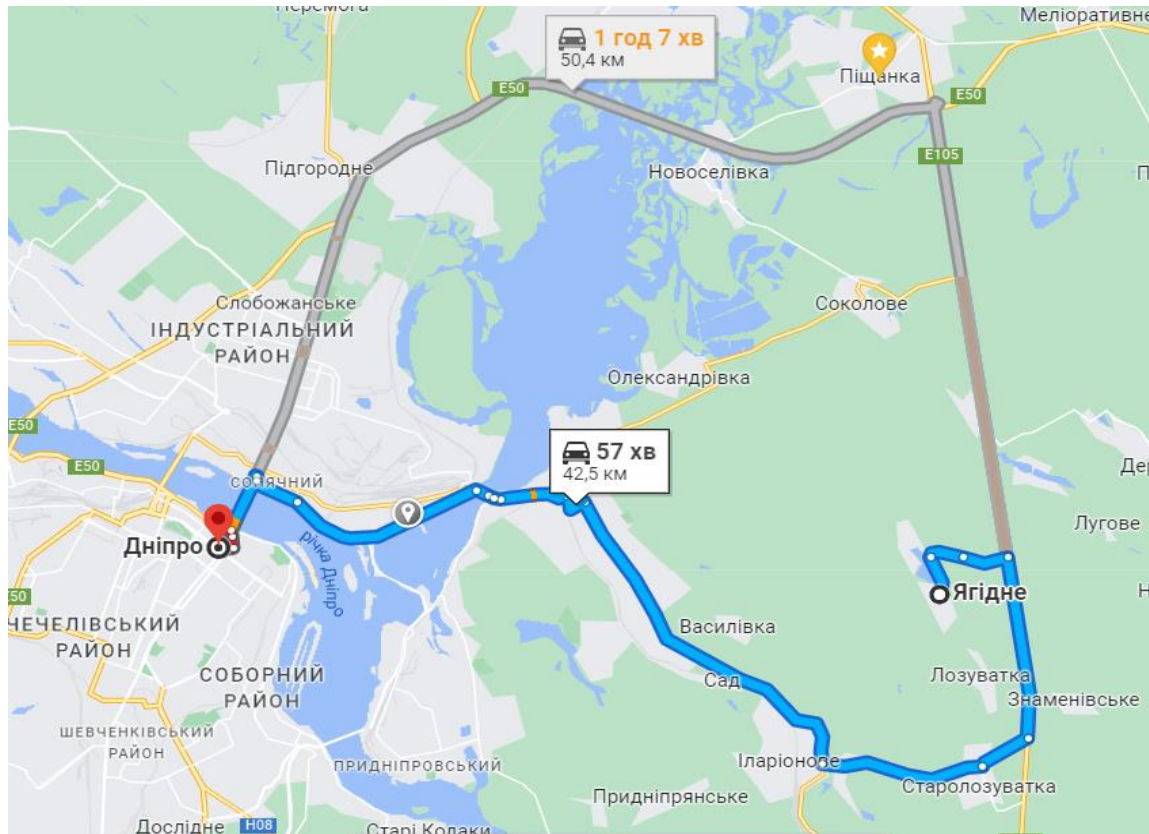 Перемога
Меліоративне
1 год 7 хв
50,4 км
Піщанка
E50
E50
E105
Підгородне
Новоселівка
Слобожанське
ІНДУСТРІАЛЬНИЙ
РАЙОН
Соколове
Олександрівка
E50
E50
57 хв
42,5 км
СОНЯЧНИЙ
Лугове
Дніпро
річка Дніпро
Ягідне
E50
ЧЕЧЕЛІВСЬКИЙ
РАЙОН
Василівка
СОБОРНИЙ
РАЙОН
Сад
Лозуватка
Знаменівське
ШЕВЧЕНКІВСЬКИЙ
РАЙОН
ПРИДНІПРОВСЬКИЙ
Іларіонове
Старолозуватка
Придніпрянське
Дослідне
H08
Старі Кодаки